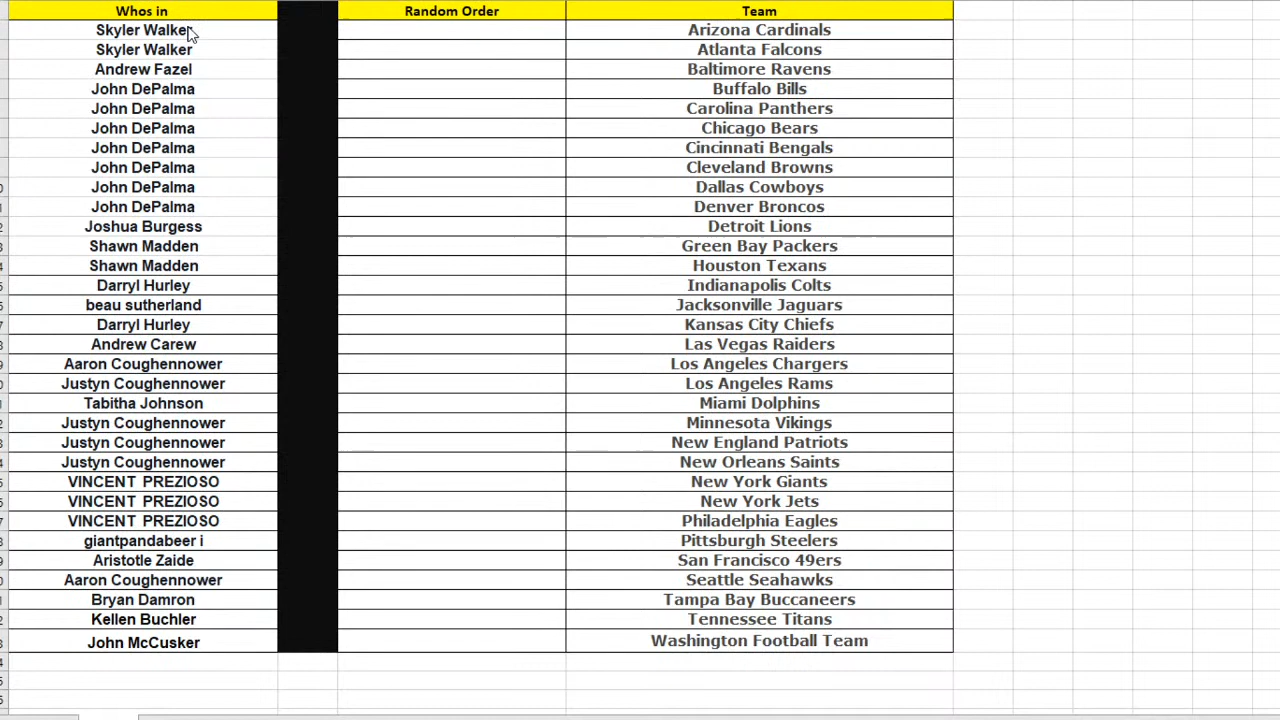 Whos in Random Order Team
Skyler Walker Arizona Cardinals
Skyler Walker Atlanta Falcons
Andrew Fazel Baltimore Ravens
John DePalma Buffalo Bills
John DePalma Carolina Panthers
John DePalma Chicago Bears
John DePalma Cincinnati Bengals
John DePalma Cleveland Browns
John DePalma Dallas Cowboys
John DePalma Denver Broncos
Joshua Burgess Detroit Lions
Shawn Madden Green Bay Packers
Shawn Madden Houston Texans
Darryl Hurley Indianapolis Colts
beau sutherland Jacksonville Jaguars
Darryl Hurley Kansas City Chiefs
Andrew Carew Las Vegas Raiders
Aaron Coughennower Los Angeles Chargers
Justyn Coughennower Los Angeles Rams
Tabitha Johnson Miami Dolphins
Justyn Coughennower Minnesota Vikings
Justyn Coughennower New England Patriots
Justyn Coughennower New Orleans Saints
VINCENT PREZIOSO New York Giants
VINCENT PREZIOSO New York Jets
VINCENT PREZIOSO Philadelphia Eagles
giantpandabeer i Pittsburgh Steelers
Aristotle Zaide San Francisco 49ers
Aaron Coughennower Seattle Seahawks
Bryan Damron Tampa Bay Buccaneers
Kellen Buchler Tennessee Titans
John McCusker Washington Football Team